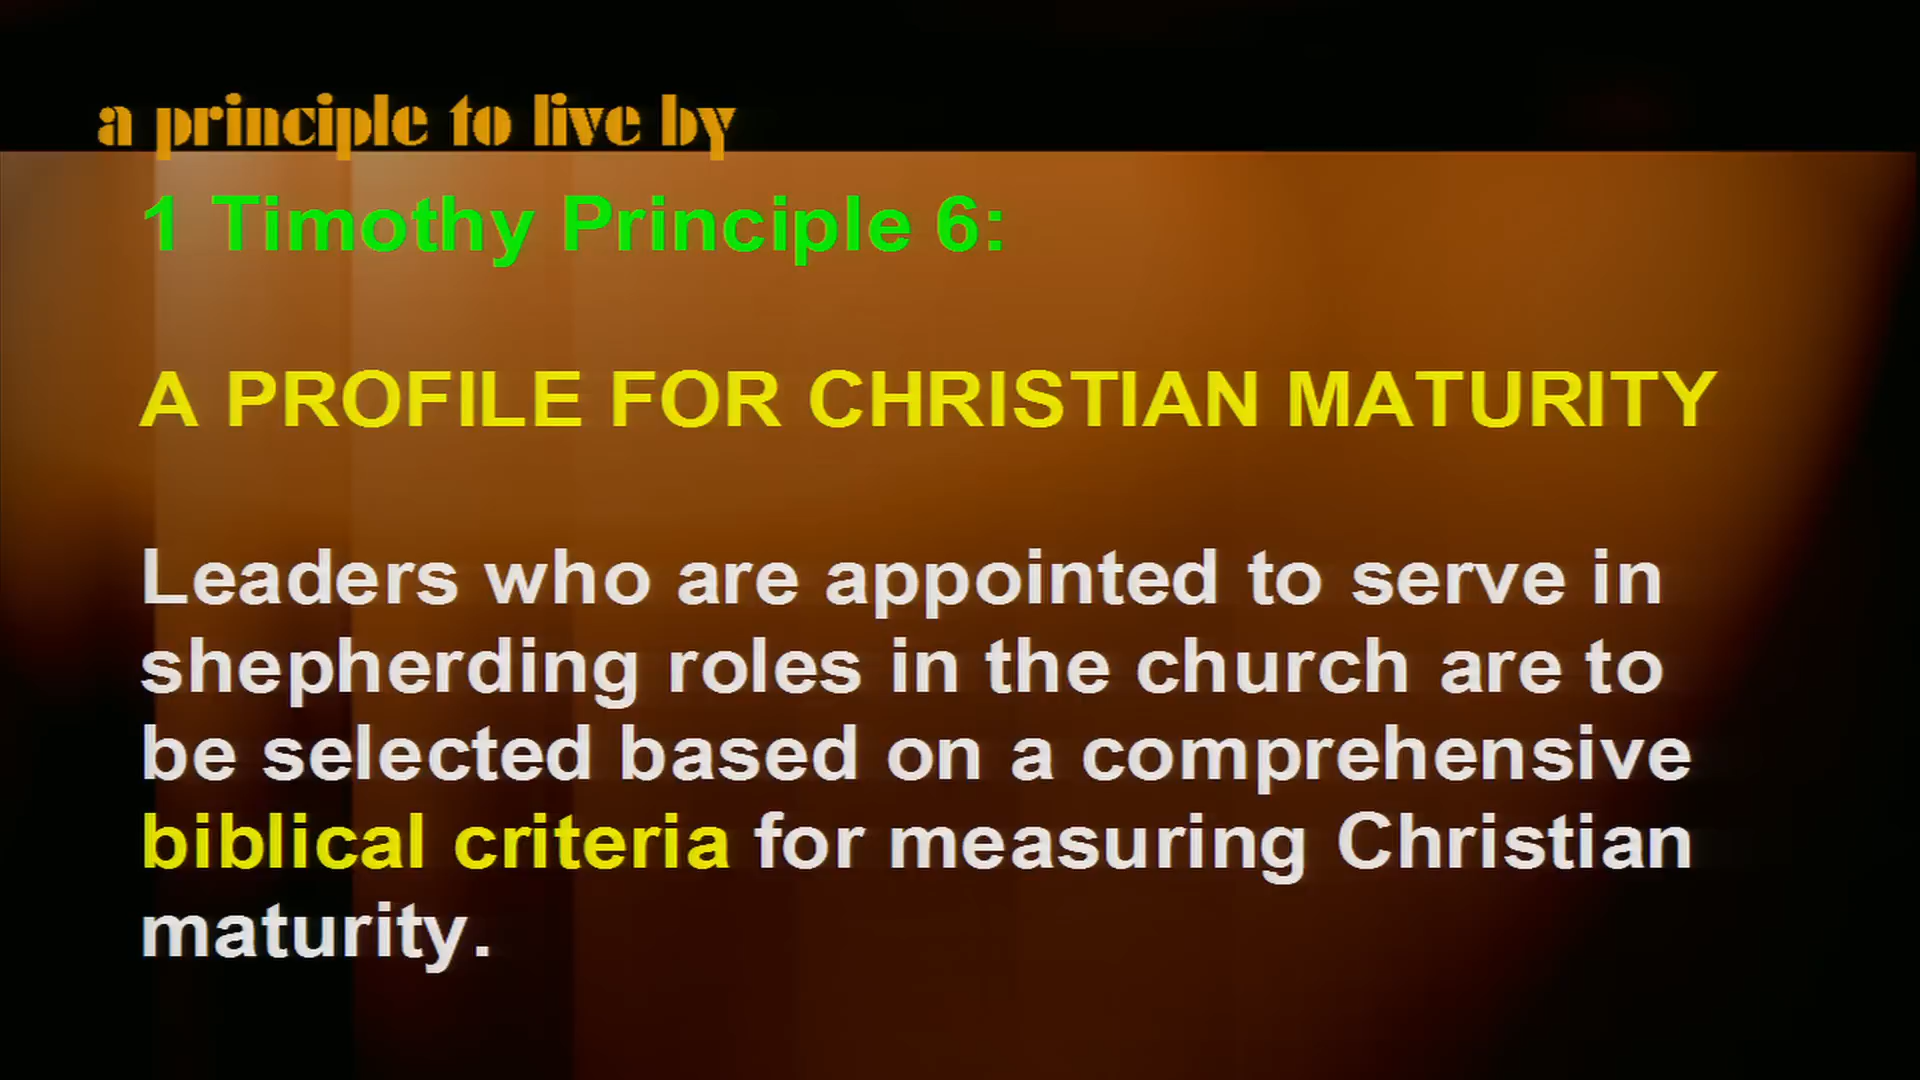 a principle to live by
1 Timothy Principle 6:
A PROFILE FOR CHRISTIAN MATURITY
Leaders who are appointed to serve in
shepherding roles in the church are to
be selected based on a comprehensive
biblical criteria for measuring Christian
maturity.